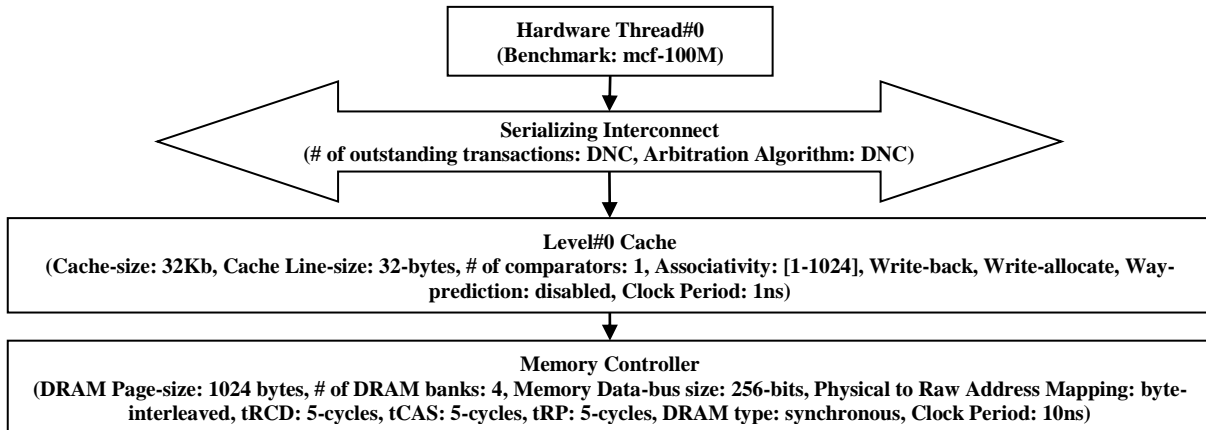 Hardware Thread#0
(Benchmark: mcf-100M)
Serializing Interconnect
(# of outstanding transactions: DNC, Arbitration Algorithm: DNC)
Level#0 Cache
(Cache-size: 32Kb, Cache Line-size: 32-bytes, # of comparators: 1, Associativity: [1-1024], Write-back, Write-allocate, Way-
prediction: disabled, Clock Period: 1ns)
Memory Controller
(DRAM Page-size: 1024 bytes, # of DRAM banks: 4, Memory Data-bus size: 256-bits, Physical to Raw Address Mapping: byte-
interleaved, tRCD: 5-cycles, tCAS: 5-cycles, tRP: 5-cycles, DRAM type: synchronous, Clock Period: 10ns)